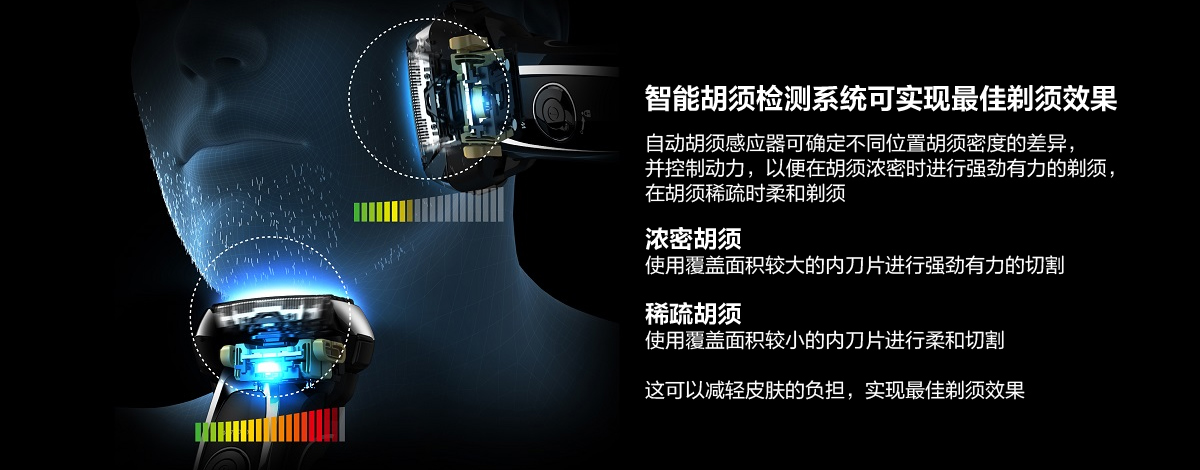 智能胡须检测系统可实现最佳剃须效果
自动胡须感应器可确定不同位置胡须密度的差异，
并控制动力，以便在胡须浓密时进行强劲有力的剃须，
在胡须稀疏时柔和剃须
浓密胡须
使用覆盖面积较大的内刀片进行强劲有力的切割
稀疏胡须
使用覆盖面积较小的内刀片进行柔和切割
这可以减轻皮肤的负担，实现最佳剃须效果